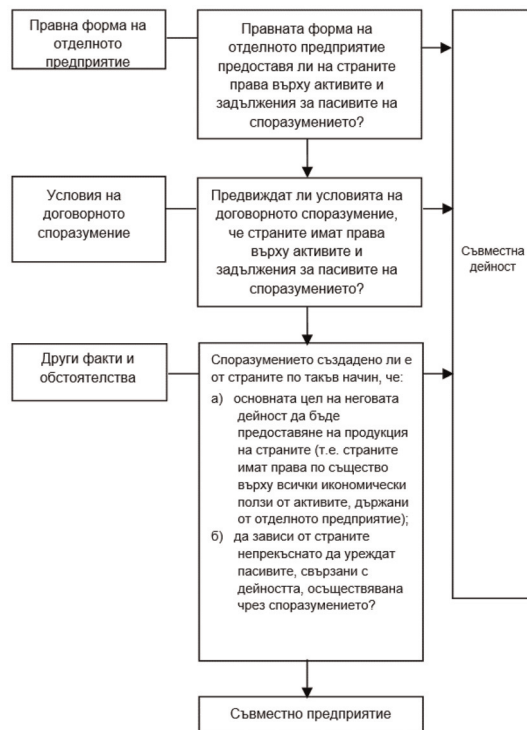 Правна форма на
отделното
предприятие
Правната форма на
отделното предприятие
предоставя ли на страните
права върху активите и
задължения за пасивите на
споразумението?
Условия на
договорното
споразумение
Предвиждат ли условията на
договорното споразумение,
че страните имат права
върху активите и
задължения за пасивите на
споразумението?
Съвместна
дейност
Други факти и
обстоятелства
Споразумението създадено ли е
от страните по такъв начин, че:
а) основната цел на неговата
дейност да бъде
предоставяне на продукция
на страните (т.е. страните
имат права по същество
върху всички икономически
ползи от активите, държани
от отделното предприятие);
б) да зависи от страните
непрекъснато да уреждат
пасивите, свързани с
дейността, осъществявана
чрез споразумението?
Съвместно предприятие